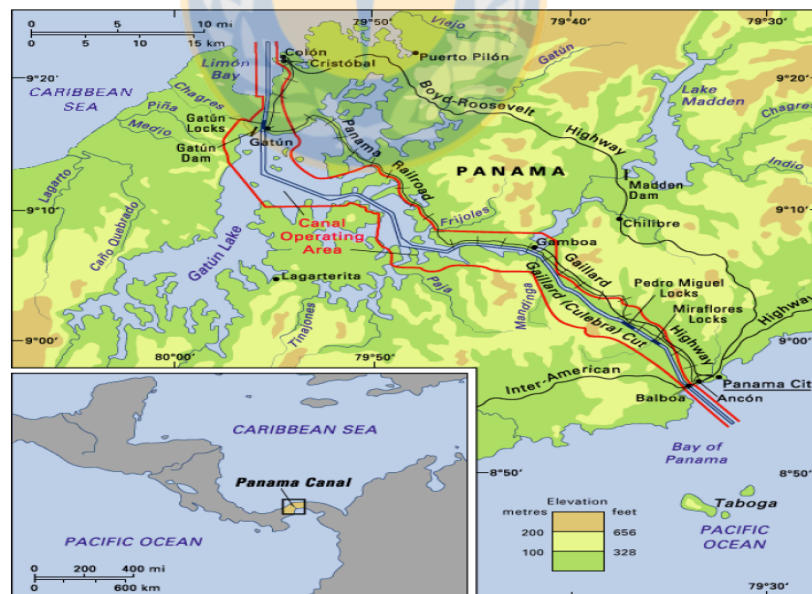 0 5 10 mi
0 5 10 15 km
79°50'
79°40'
79°30'
9°20'
9°10'
9°00'
CARIBBEAN
SEA
Limón
Bay
Colón
Cristóbal
Viejo
Puerto Pilón
Gatún
9°20'
Lake
Madden
Chagres
Piña
Medio
Chagres
Indio
Gatún
Locks
Gatún
Dam
Gatún
Panama
Railroad
Boyd-Roosevelt
Highway
PANAMA
Madden
Dam
Chilibre
9°10'
Lagarto
Caño Quebrado
Gatún Lake
Canal
Operating
Area
Frijoles
Gamboa
Lagarterita
Tinajones
Paja
Mandinga
Gaillard
Highway
Gaillard (Culebra) Cut
Pedro Miguel
Locks
Miraflores
Locks
Highway
9°00'
80°00'
79°50'
Inter-American
Balboa
Ancón
Panama Cit
Bay of
Panama
8°50'
8°50'
Taboga
PACIFIC
OCEAN
Elevation
metres feet
200 656
100 328
79°40'
79°30'
CARIBBEAN SEA
Panama Canal
PACIFIC OCEAN
0 200 400 mi
0 600 km